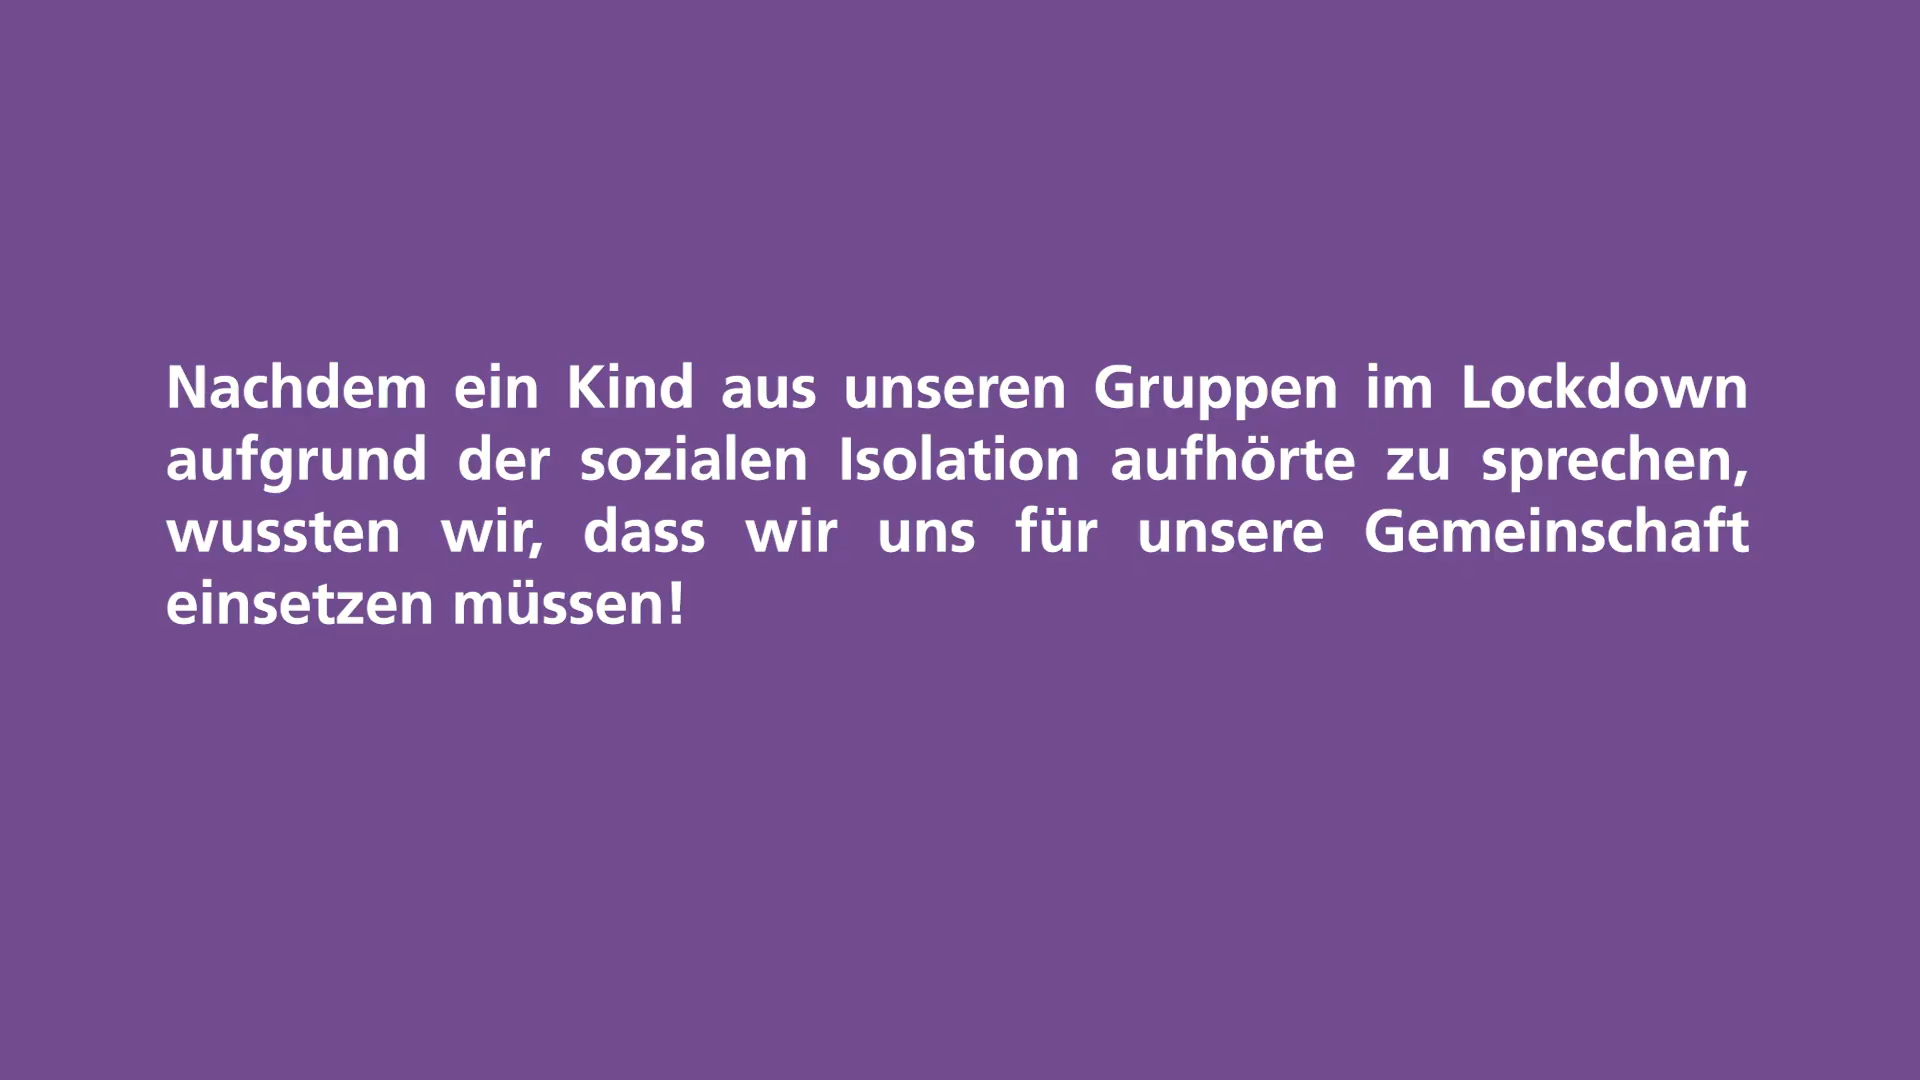 Nachdem ein Kind aus unseren Gruppen im Lockdown
aufgrund der sozialen Isolation aufhörte zu sprechen,
wussten wir, dass wir uns für unsere Gemeinschaft
einsetzen müssen!